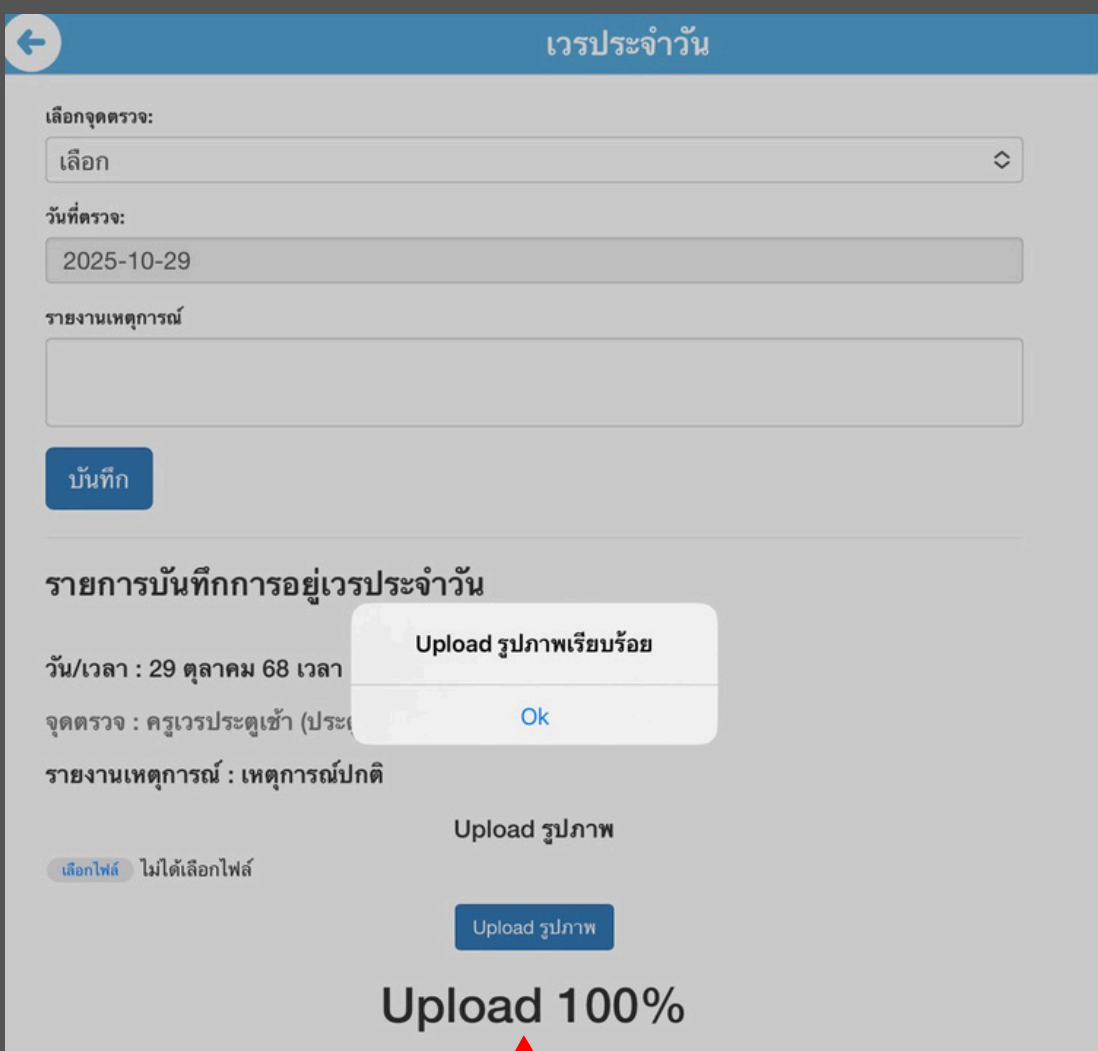 เวรประจำวัน
เลือกจุดตรวจ:
เลือก
วันที่ตรวจ:
2025-10-29
รายงานเหตุการณ์
บันทึก
รายการบันทึกการอยู่เวรประจำวัน
Upload รูปภาพเรียบร้อย
Ok
วัน/เวลา : 29 ตุลาคม 68 เวลา
จุดตรวจ : ครูเวรประตูเช้า
รายงานเหตุการณ์ : เหตุการณ์ปกติ
Upload รูปภาพ
เลือกไฟล์ ไม่ได้เลือกไฟล์
Upload รูปภาพ
Upload 100%